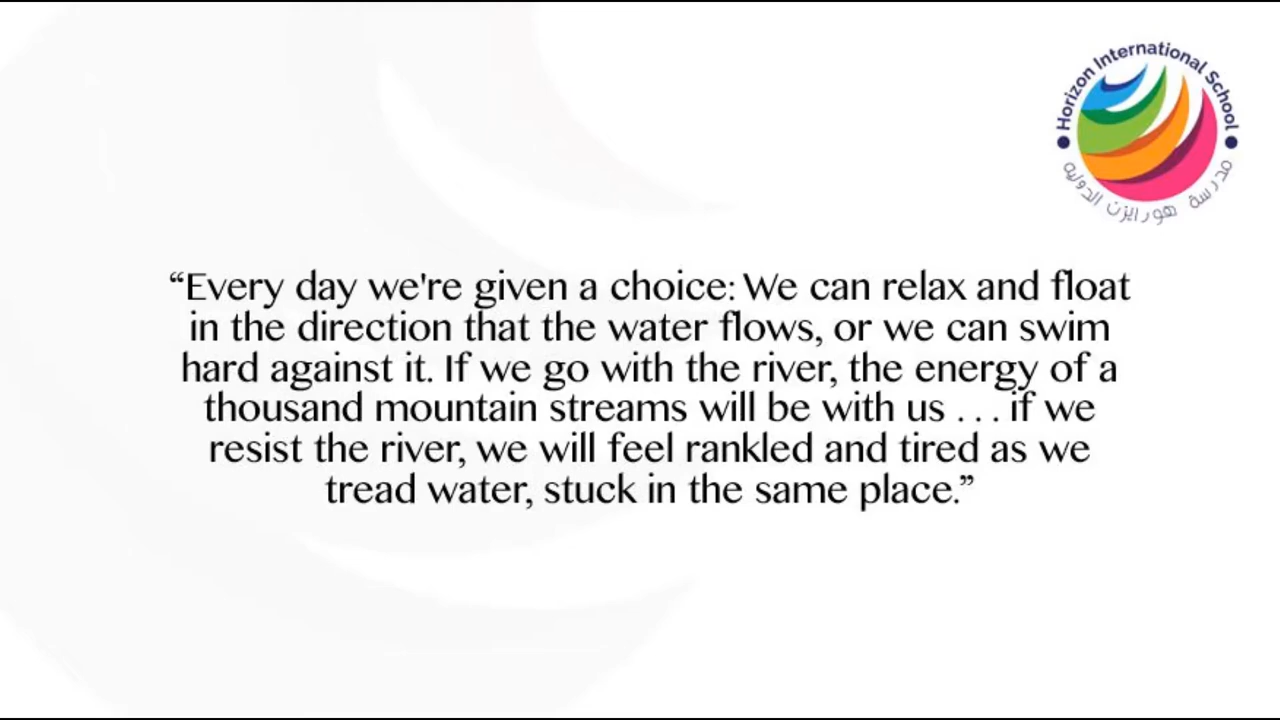 Horizon International School
مدرسة هورايزن الدولية
“Every day we're given a choice: We can relax and float
in the direction that the water flows, or we can swim
hard against it. If we go with the river, the energy of a
thousand mountain streams will be with us . . . if we
resist the river, we will feel rankled and tired as we
tread water, stuck in the same place.”